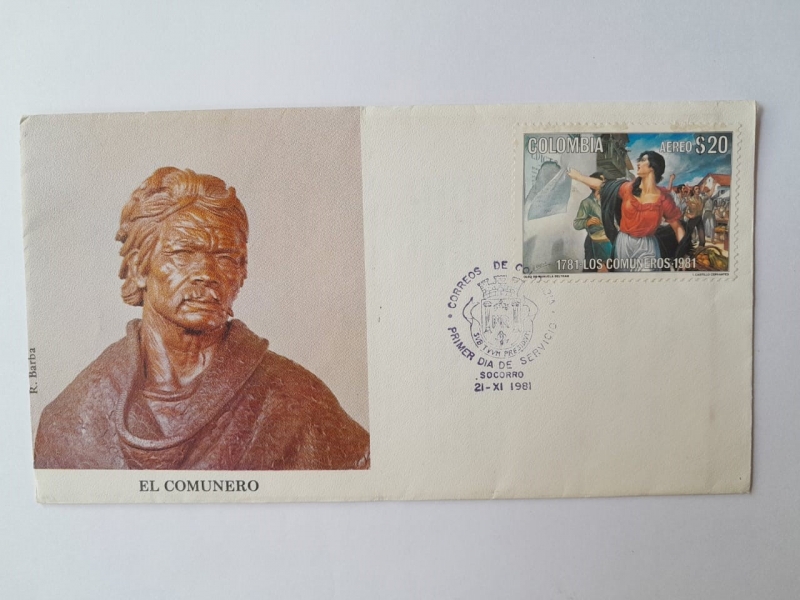 COLOMBIA AEREO $20
1781 LOS COMUNEROS 1981
CORREOS DE COLOMBIA
PRIMER DIA DE SERVICIO
SOCORRO
21-XI 1981
R. Barba
EL COMUNERO